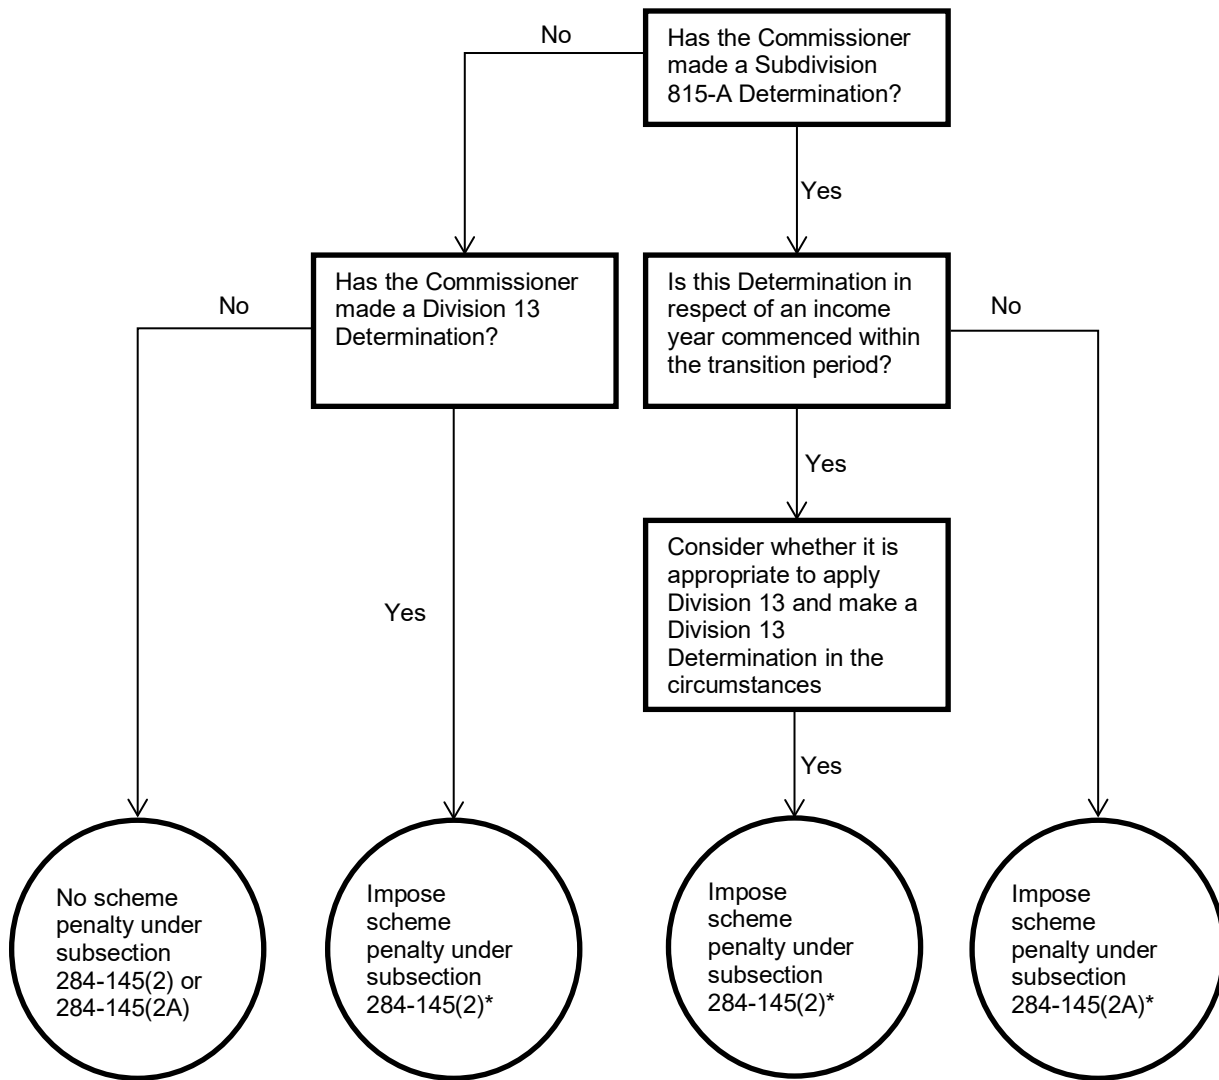 No
Has the Commissioner
made a Subdivision
815-A Determination?
Yes
No
Has the Commissioner
made a Division 13
Determination?
Is this Determination in
respect of an income
year commenced within
the transition period?
No
Yes
Yes
Consider whether it is
appropriate to apply
Division 13 and make a
Division 13
Determination in the
circumstances
Yes
No scheme
penalty under
subsection
284-145(2) or
284-145(2A)
Impose
scheme
penalty under
subsection
284-145(2)*
Impose
scheme
penalty under
subsection
284-145(2)*
Impose
scheme
penalty under
subsection
284-145(2A)*